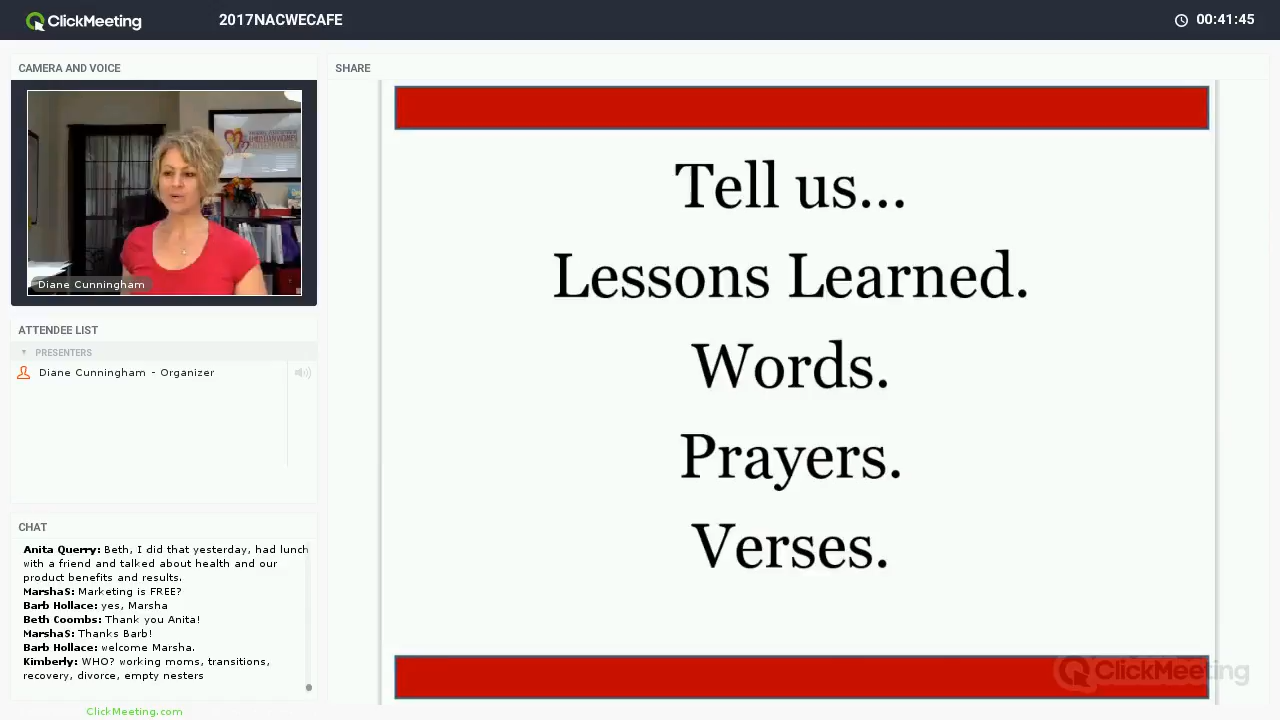 ClickMeeting
2017NACWECAFE
00:41:45
CAMERA AND VOICE
SHARE
Diane Cunningham
ATTENDEE LIST
PRESENTERS
Diane Cunningham - Organizer
CHAT
Anita Querry: Beth, I did that yesterday, had lunch
with a friend and talked about health and our
product benefits and results.
MarshaS: Marketing is FREE?
Barb Hollace: yes, Marsha
Beth Coombs: Thank you Anita!
MarshaS: Thanks Barb!
Barb Hollace: welcome Marsha.
Kimberly: WHO? working moms, transitions,
recovery, divorce, empty nesters
ClickMeeting.com
Tell us...
Lessons Learned.
Words.
Prayers.
Verses.
ClickMeeting